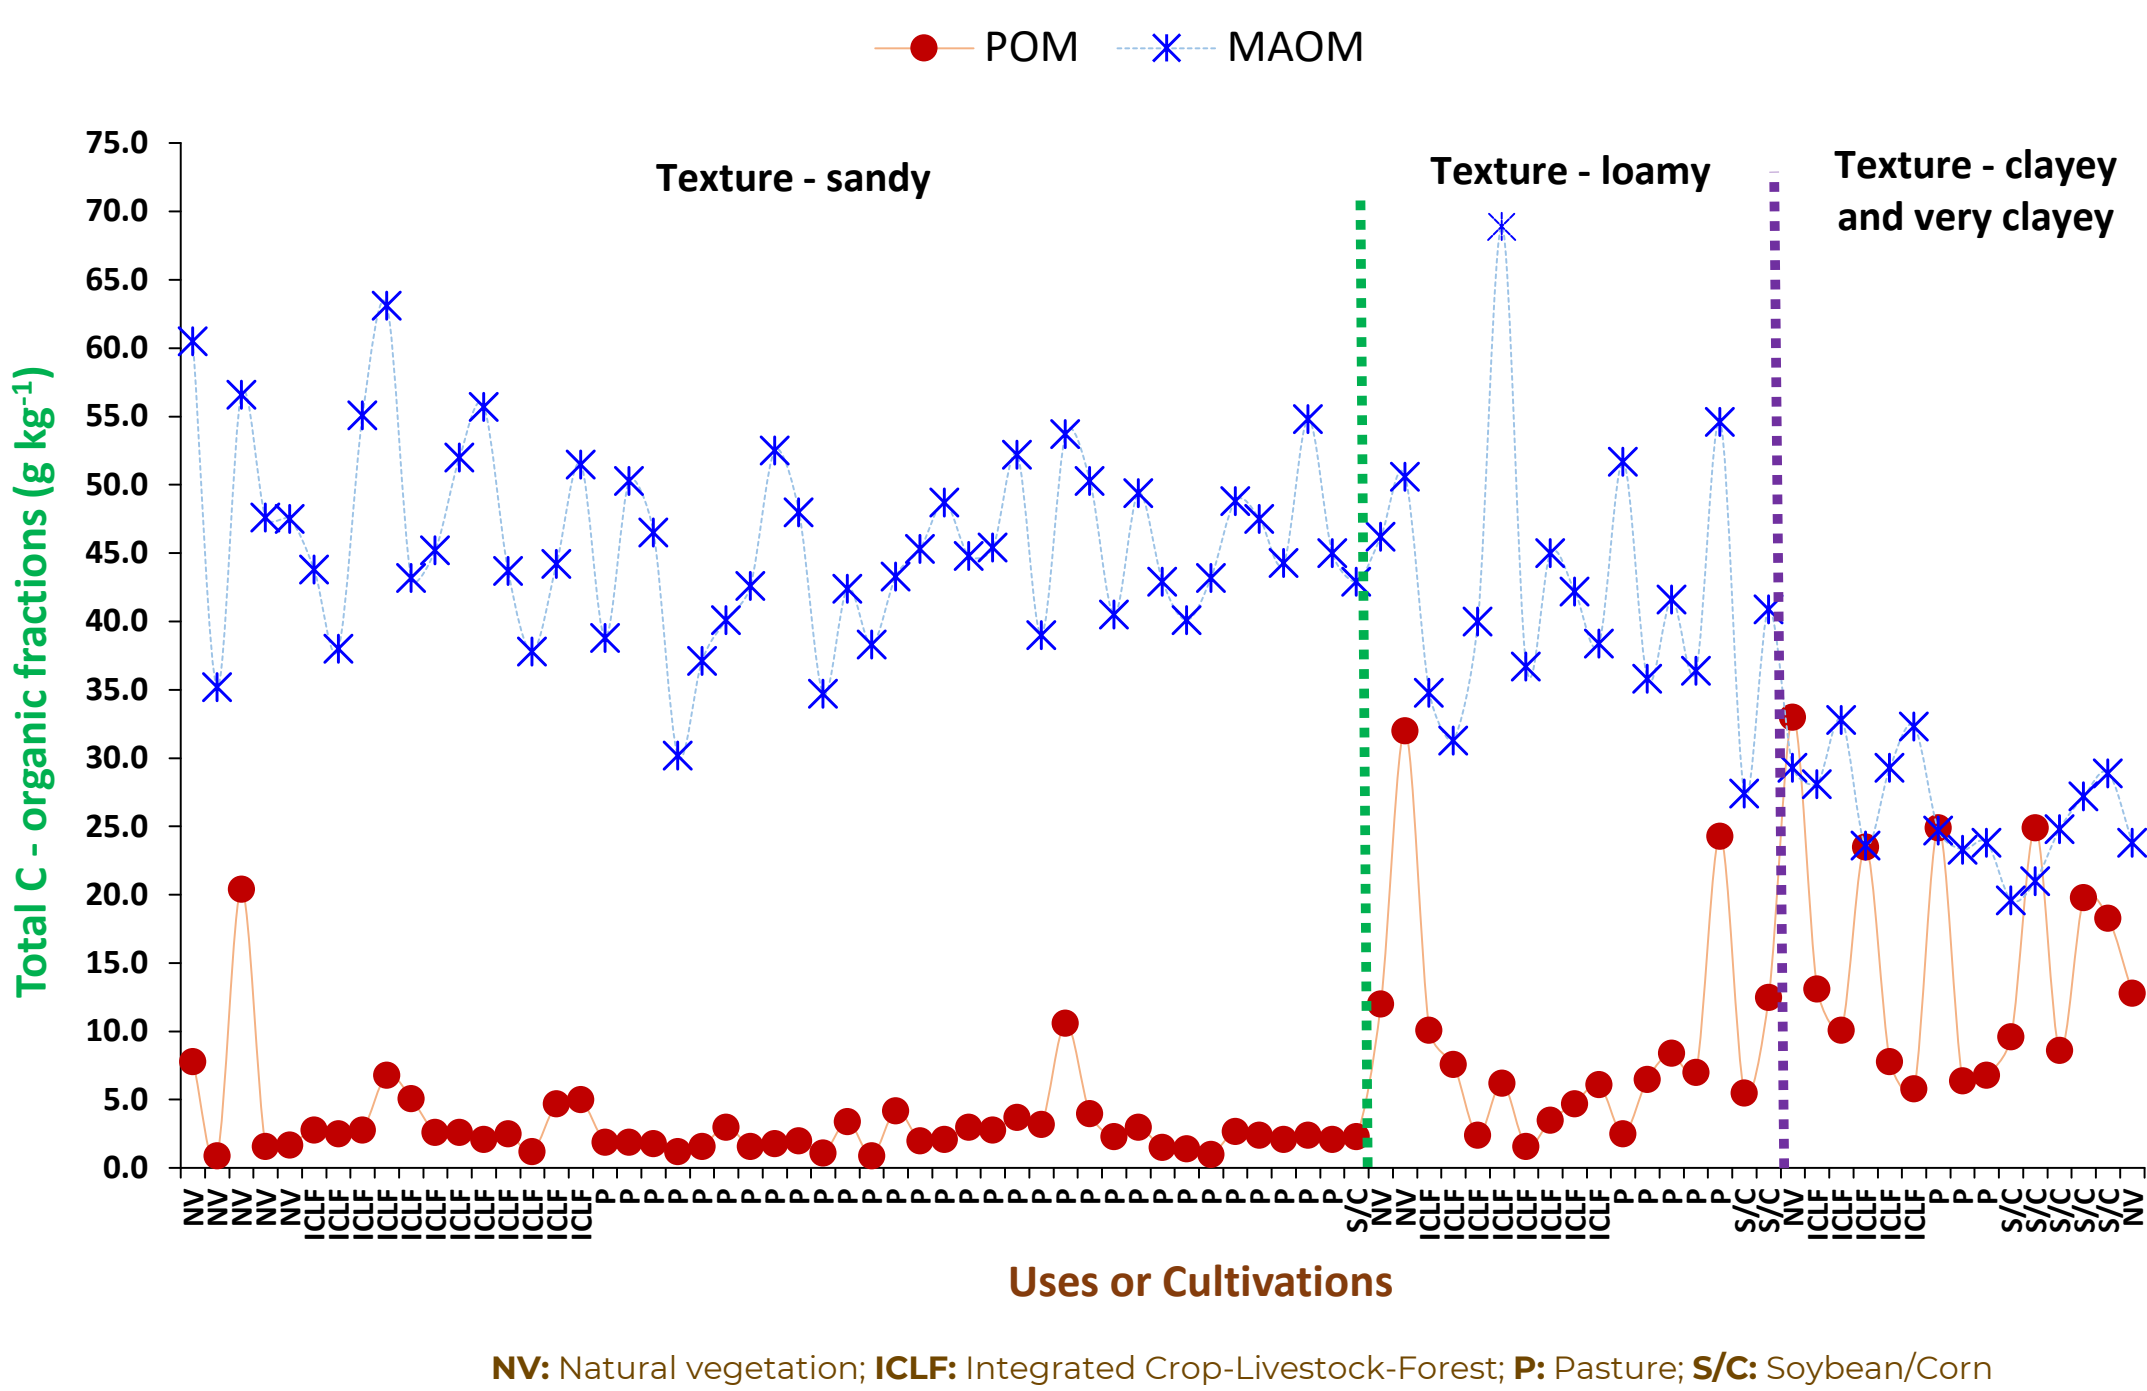 POM MAOM
Texture - sandy
Texture - loamy
Texture - clayey
and very clayey
75.0
70.0
65.0
60.0
55.0
50.0
45.0
40.0
35.0
30.0
25.0
20.0
15.0
10.0
5.0
0.0
Total C - organic fractions (g kg⁻¹)
NV NV NV NV NV ICLF ICLF ICLF ICLF ICLF ICLF ICLF ICLF ICLF ICLF ICLF ICLF P P P P P P P P P P P P P P P P P P P P P P P P P P P P P P P S/C NV NV ICLF ICLF ICLF ICLF ICLF ICLF ICLF ICLF P P P P P S/C S/C NV ICLF ICLF ICLF ICLF ICLF P P P S/C S/C S/C S/C S/C NV
Uses or Cultivations
NV: Natural vegetation; ICLF: Integrated Crop-Livestock-Forest; P: Pasture; S/C: Soybean/Corn